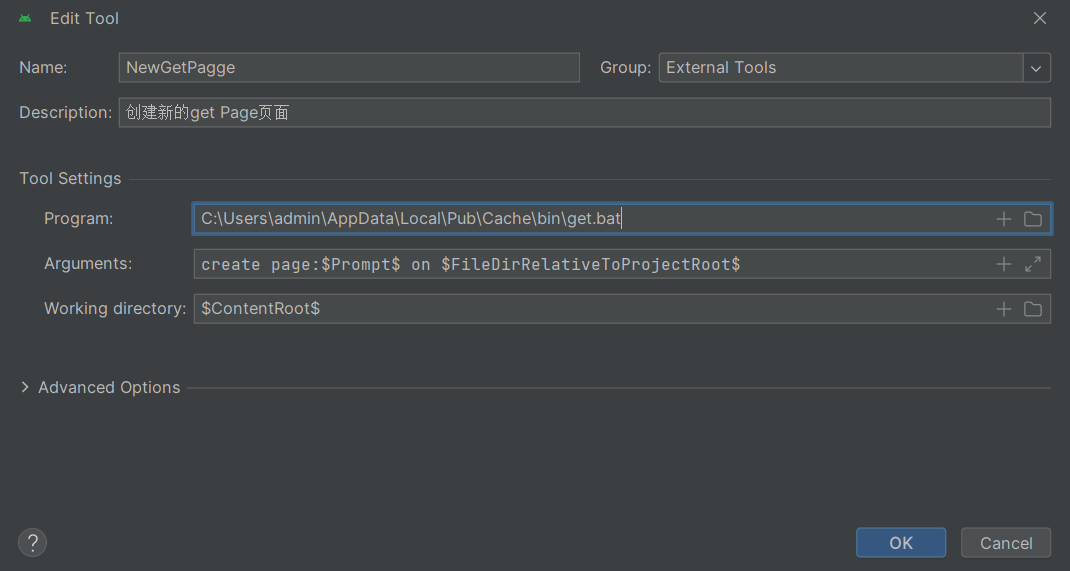 Edit Tool
Name: NewGetPagge Group: External Tools
Description: 创建新的get Page页面
Tool Settings
Program: C:\Users\admin\AppData\Local\Pub\Cache\bin\get.bat
Arguments: create page:$Prompt$ on $FileDirRelativeToProjectRoot$
Working directory: $ContentRoot$
Advanced Options
? OK Cancel